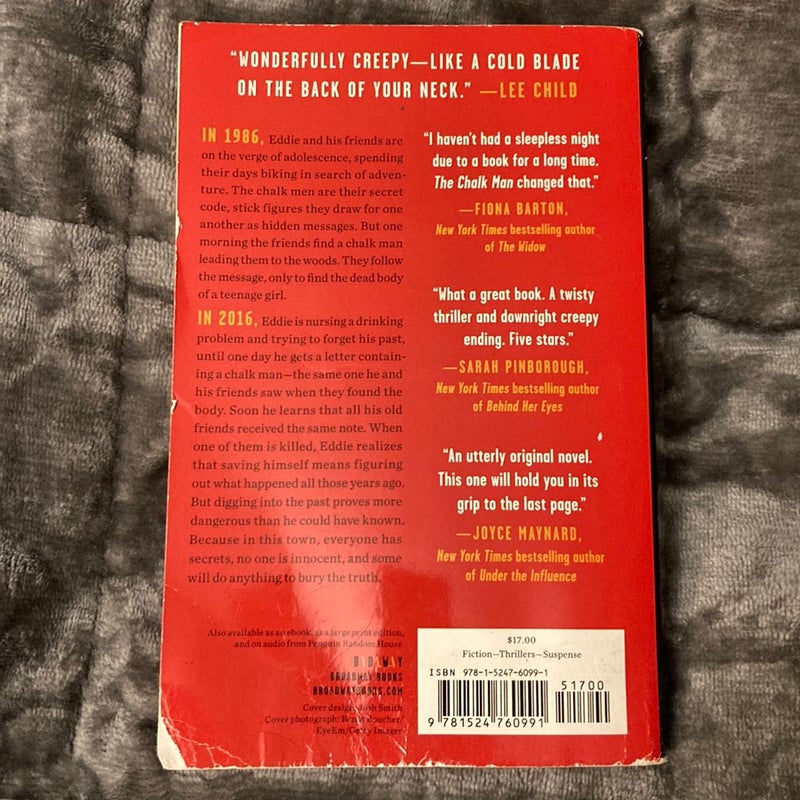 “WONDERFULLY CREEPY—LIKE A COLD BLADE
ON THE BACK OF YOUR NECK.” —LEE CHILD
IN 1986, Eddie and his friends are
on the verge of adolescence, spending
their days biking in search of adven-
ture. The chalk men are their secret
code, stick figures they draw for one
another as hidden messages. But one
morning the friends find a chalk man
leading them to the woods. They follow
the message, only to find the dead body
of a teenage girl.
IN 2016, Eddie is nursing a drinking
problem and trying to forget his past,
until one day he gets a letter contain-
ing a chalk man—the same one he and
his friends saw when they found the
body. Soon he learns that all his old
friends received the same note. When
one of them is killed, Eddie realizes
that saving himself means figuring
out what happened all those years ago.
But digging into the past proves more
dangerous than he could have known.
Because in this town, everyone has
secrets, no one is innocent, and some
will do anything to bury the truth.
“I haven’t had a sleepless night
due to a book for a long time.
The Chalk Man changed that.”
—FIONA BARTON,
New York Times bestselling author
of The Widow
“What a great book. A twisty
thriller and downright creepy
ending. Five stars.”
—SARAH PINBOROUGH,
New York Times bestselling author
of Behind Her Eyes
“An utterly original novel.
This one will hold you in its
grip to the last page.”
—JOYCE MAYNARD,
New York Times bestselling author
of Under the Influence
Also available as an ebook, as a large print edition,
and on audio from Penguin Random House
BROADWAY BOOKS
BROADWAYBOOKS.COM
Cover design: Josh Smith
Cover photograph:
EyeEm/Getty Images
$17.00
Fiction—Thrillers—Suspense
ISBN 978-1-5247-6099-1
51700
9 781524 760991